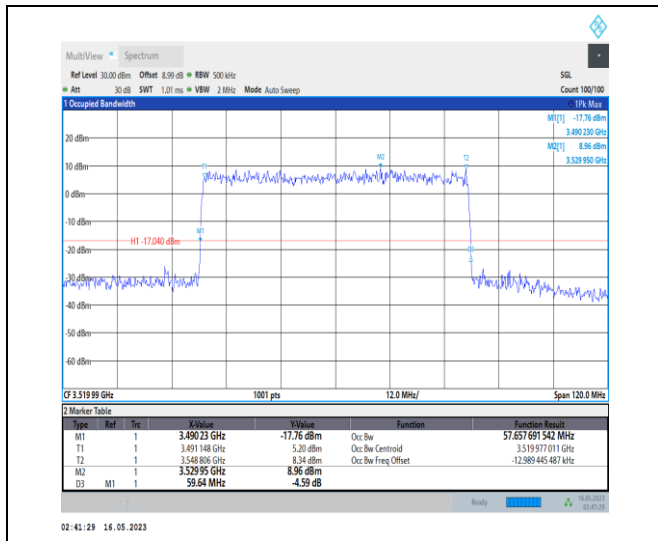 MultiView Spectrum
Ref Level 30.00 dBm Offset 8.99 dB RBW 500 kHz SGL
Att 30 dB SWT 1.01 ms VBW 2 MHz Mode Auto Sweep Count 100/100
1 Occupied Bandwidth 1Pk Max
M1[1] -17.76 dBm
3.490 230 GHz
M2[1] 8.96 dBm
3.529 950 GHz
20 dBm
10 dBm
0 dBm
-10 dBm
-20 dBm
-30 dBm
-40 dBm
-50 dBm
-60 dBm
T1
M2
T2
M1
H1 -17.040 dBm
D3
CF 3.519 99 GHz 1001 pts 12.0 MHz/ Span 120.0 MHz
2 Marker Table
Type Ref Trc X-Value Y-Value Function Function Result
M1 1 3.490 23 GHz -17.76 dBm Occ Bw 57.657 691 542 MHz
T1 1 3.491 148 GHz 5.20 dBm Occ Bw Centroid 3.519 977 011 GHz
T2 1 3.548 806 GHz 8.34 dBm Occ Bw Freq Offset -12.989 445 487 kHz
M2 1 3.529 95 GHz 8.96 dBm
D3 M1 1 59.64 MHz -4.59 dB
Ready 16.05.2023
02:41:29
02:41:29 16.05.2023